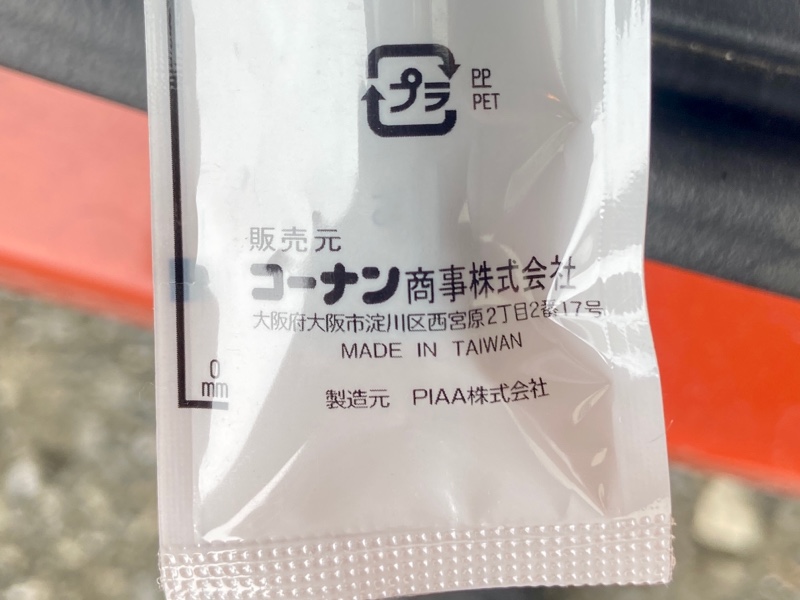 プラ
PP
PET
販売元
コーナン商事株式会社
大阪府大阪市淀川区西宮原2丁目2番17号
MADE IN TAIWAN
0
mm
製造元 PIAA株式会社